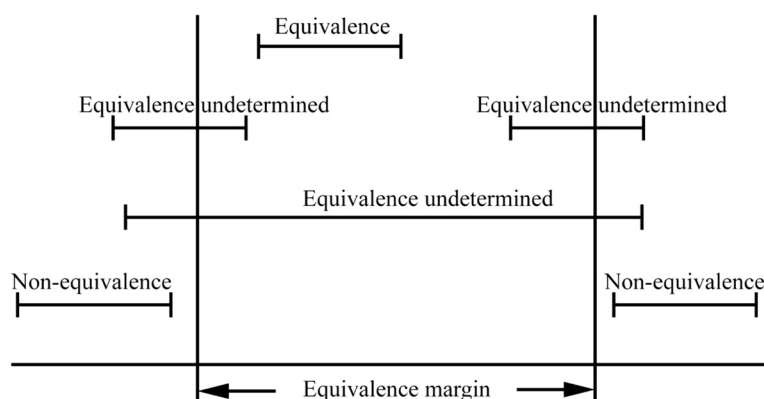 Equivalence
Equivalence undetermined
Equivalence undetermined
Equivalence undetermined
Non-equivalence
Non-equivalence
Equivalence margin